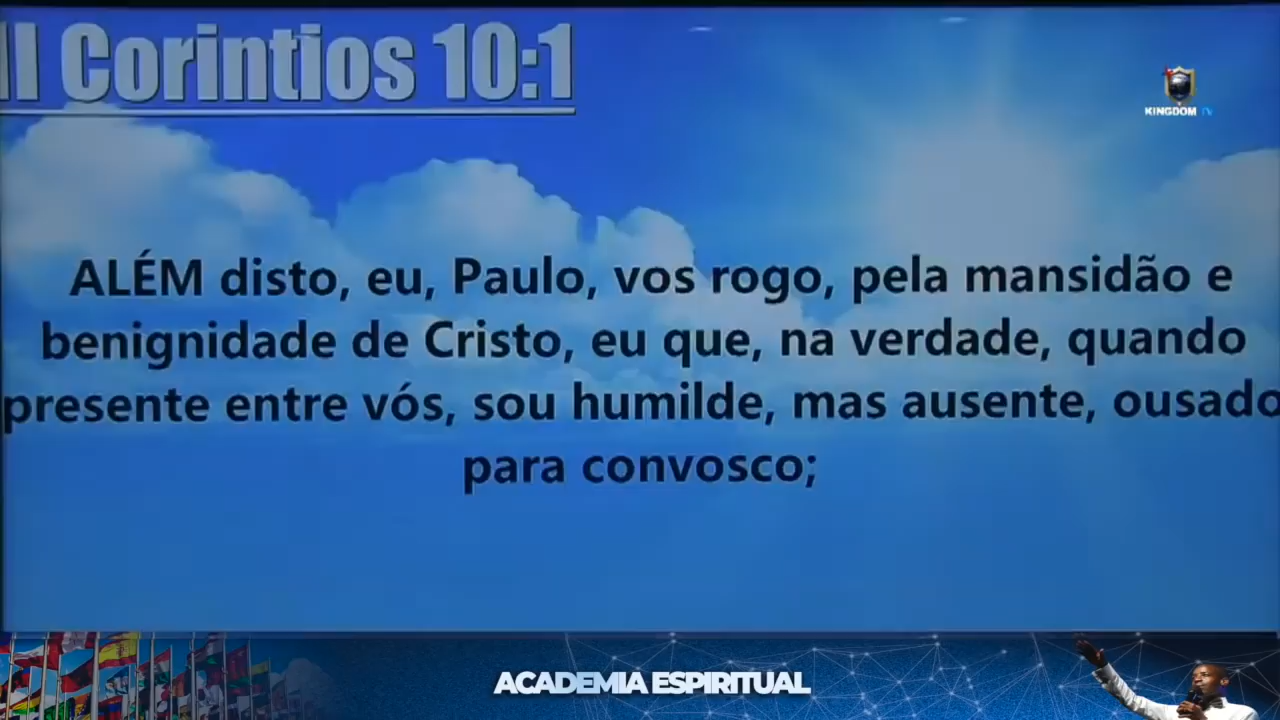 II Corintios 10:1
KINGDOM TV
ALÉM disto, eu, Paulo, vos rogo, pela mansidão e
benignidade de Cristo, eu que, na verdade, quando
presente entre vós, sou humilde, mas ausente, ousado
para convosco;
ACADEMIA ESPIRITUAL